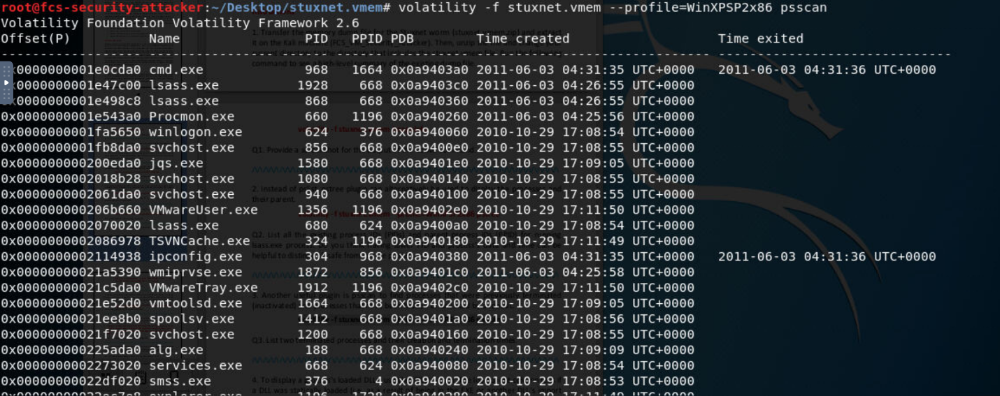 root@fcs-security-attacker:~/Desktop/stuxnet.vmem# volatility -f stuxnet.vmem --profile=WinXPSP2x86 psscan
Volatility Foundation Volatility Framework 2.6
Offset(P) Name PID PPID PDB Time created Time exited
x0000000001e0cda0 cmd.exe 968 1664 0x0a9403a0 2011-06-03 04:31:35 UTC+0000 2011-06-03 04:31:36 UTC+0000
x0000000001e47c00 lsass.exe 1928 668 0x0a9403c0 2011-06-03 04:26:55 UTC+0000
x0000000001e498c8 lsass.exe 868 668 0x0a940360 2011-06-03 04:26:55 UTC+0000
0x0000000001e543a0 Procmon.exe 660 1196 0x0a940260 2011-06-03 04:25:56 UTC+0000
0x0000000001fa5650 winlogon.exe 624 376 0x0a940060 2010-10-29 17:08:54 UTC+0000
0x0000000001fb8da0 svchost.exe 856 668 0x0a9400e0 2010-10-29 17:08:55 UTC+0000
0x000000000200eda0 jqs.exe 1580 668 0x0a9401e0 2010-10-29 17:09:05 UTC+0000
0x0000000002018b28 svchost.exe 1080 668 0x0a940140 2010-10-29 17:08:55 UTC+0000
0x0000000002061da0 svchost.exe 940 668 0x0a940100 2010-10-29 17:08:55 UTC+0000
0x000000000206b660 VMwareUser.exe 1356 1196 0x0a9402e0 2010-10-29 17:11:50 UTC+0000
0x0000000002070020 lsass.exe 680 624 0x0a9400a0 2010-10-29 17:08:54 UTC+0000
0x0000000002086978 TSVNCache.exe 324 1196 0x0a940180 2010-10-29 17:11:49 UTC+0000
0x0000000002114938 ipconfig.exe 304 968 0x0a940380 2011-06-03 04:31:35 UTC+0000 2011-06-03 04:31:36 UTC+0000
0x00000000021a5390 wmiprvse.exe 1872 856 0x0a9401c0 2011-06-03 04:25:58 UTC+0000
0x00000000021c5da0 VMwareTray.exe 1912 1196 0x0a9402c0 2010-10-29 17:11:50 UTC+0000
0x00000000021e52d0 vmtoolsd.exe 1664 668 0x0a940200 2010-10-29 17:09:05 UTC+0000
0x00000000021ee8b0 spoolsv.exe 1412 668 0x0a9401a0 2010-10-29 17:08:56 UTC+0000
0x00000000021f7020 svchost.exe 1200 668 0x0a940160 2010-10-29 17:08:55 UTC+0000
0x000000000225ada0 alg.exe 188 668 0x0a940240 2010-10-29 17:09:09 UTC+0000
0x0000000002273020 services.exe 668 624 0x0a940080 2010-10-29 17:08:54 UTC+0000
0x00000000022df020 smss.exe 376 4 0x0a940020 2010-10-29 17:08:53 UTC+0000